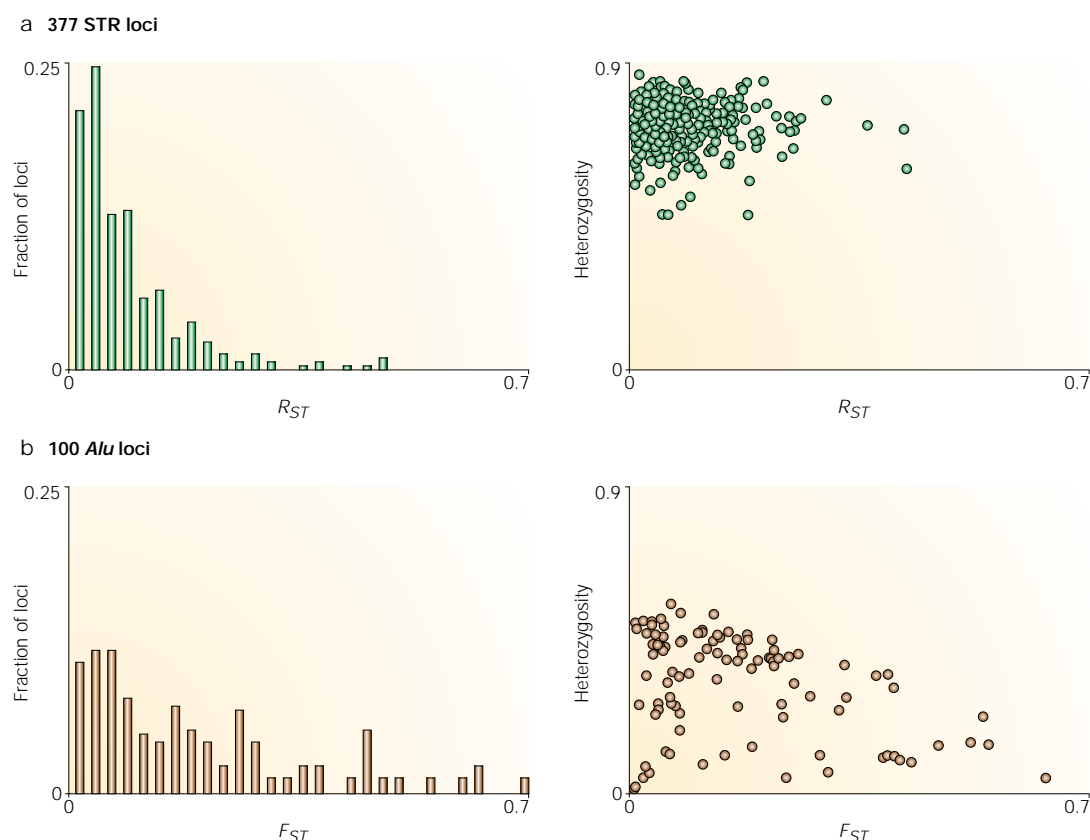 a 377 STR loci
0.25
Fraction of loci
0
0
0.7
R_ST
0.9
Heterozygosity
0
0
0.7
R_ST
b 100 Alu loci
0.25
Fraction of loci
0
0
0.7
F_ST
0.9
Heterozygosity
0
0
0.7
F_ST